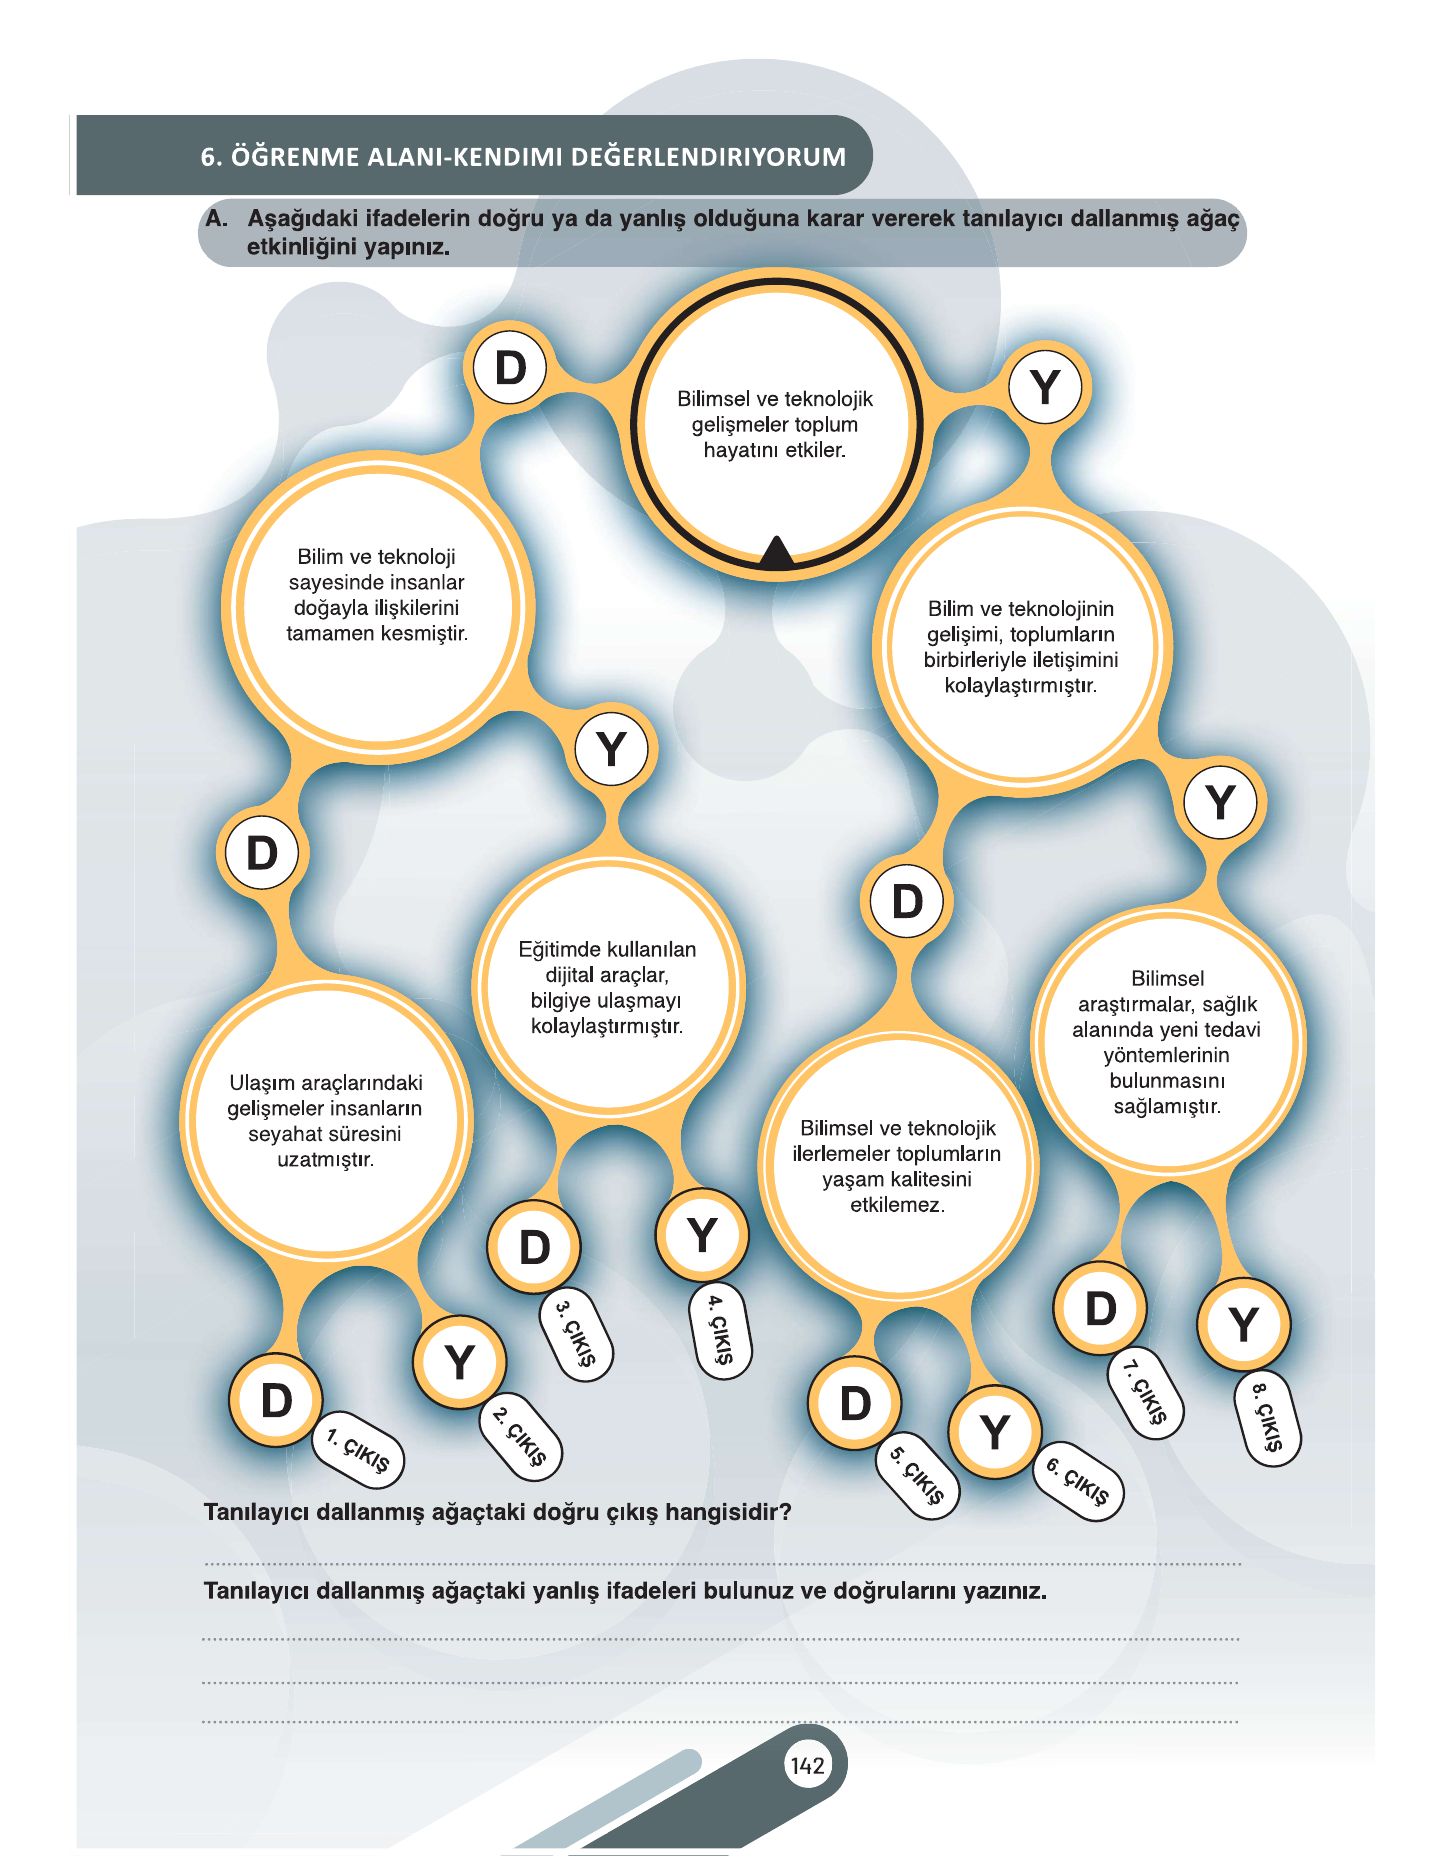 6. ÖĞRENME ALANI-KENDIMI DEĞERLENDIRIYORUM
A. Aşağıdaki ifadelerin doğru ya da yanlış olduğuna karar vererek tanılayıcı dallanmış ağaç
etkinliğini yapınız.
Bilimsel ve teknolojik
gelişmeler toplum
hayatını etkiler.
D
Y
Bilim ve teknoloji
sayesinde insanlar
doğayla ilişkilerini
tamamen kesmiştir.
Bilim ve teknolojinin
gelişimi, toplumların
birbirleriyle iletişimini
kolaylaştırmıştır.
D
Y
D
Y
Ulaşım araçlarındaki
gelişmeler insanların
seyahat süresini
uzatmıştır.
Eğitimde kullanılan
dijital araçlar,
bilgiye ulaşmayı
kolaylaştırmıştır.
Bilimsel ve teknolojik
ilerlemeler toplumların
yaşam kalitesini
etkilemez.
Bilimsel
araştırmalar, sağlık
alanında yeni tedavi
yöntemlerinin
bulunmasını
sağlamıştır.
D
1. ÇIKIŞ
Y
2. ÇIKIŞ
D
3. ÇIKIŞ
Y
4. ÇIKIŞ
D
5. ÇIKIŞ
Y
6. ÇIKIŞ
D
7. ÇIKIŞ
Y
8. ÇIKIŞ
Tanılayıcı dallanmış ağaçtaki doğru çıkış hangisidir?
Tanılayıcı dallanmış ağaçtaki yanlış ifadeleri bulunuz ve doğrularını yazınız.
142